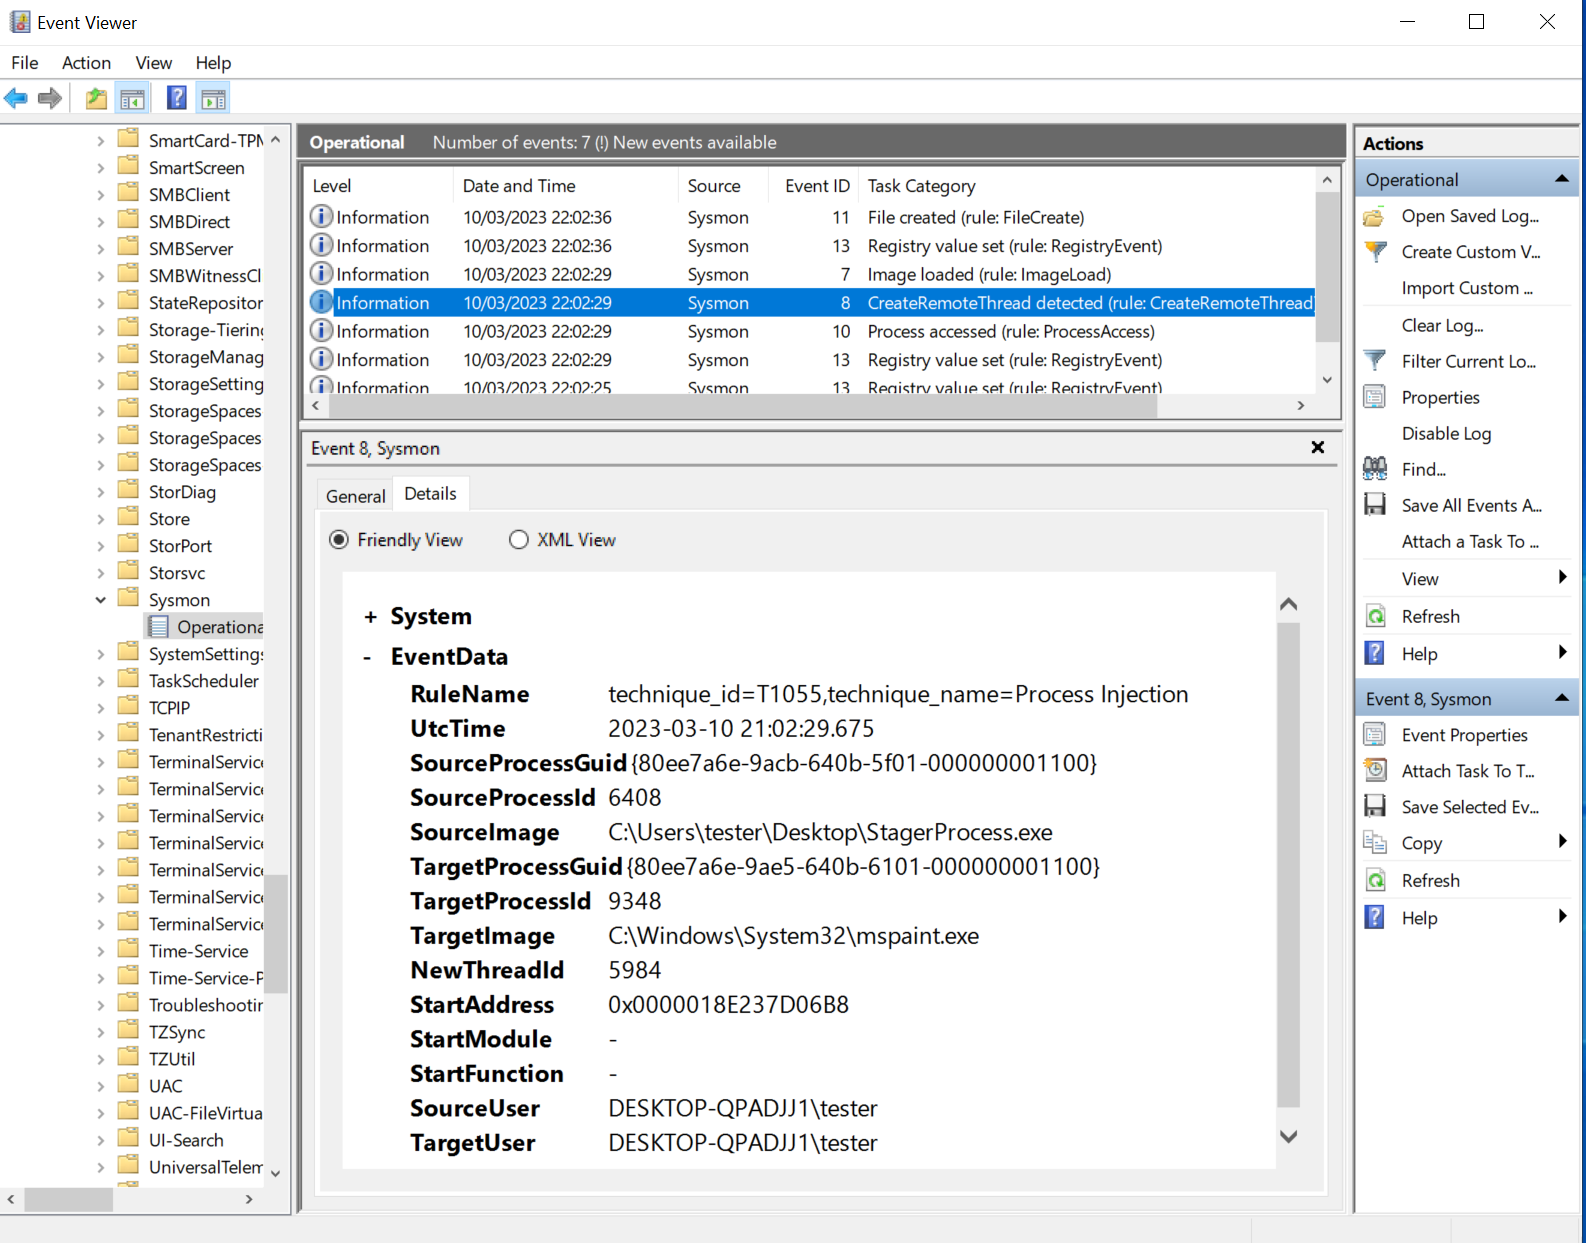 Event Viewer
File Action View Help
SmartCard-TPM
SmartScreen
SMBClient
SMBDirect
SMBServer
SMBWitnessCl
StateRepositor
Storage-Tiering
StorageManag
StorageSetting
StorageSpaces
StorageSpaces
StorageSpaces
StorDiag
Store
StorPort
Storsvc
Sysmon
Operationa
SystemSettings
TaskScheduler
TCPIP
TenantRestricti
TerminalService
TerminalService
TerminalService
TerminalService
TerminalService
TerminalService
TerminalService
Time-Service
Time-Service-P
Troubleshootin
TZSync
TZUtil
UAC
UAC-FileVirtua
UI-Search
UniversalTelem
Operational Number of events: 7 (!) New events available
Level Date and Time Source Event ID Task Category
Information 10/03/2023 22:02:36 Sysmon 11 File created (rule: FileCreate)
Information 10/03/2023 22:02:36 Sysmon 13 Registry value set (rule: RegistryEvent)
Information 10/03/2023 22:02:29 Sysmon 7 Image loaded (rule: ImageLoad)
Information 10/03/2023 22:02:29 Sysmon 8 CreateRemoteThread detected (rule: CreateRemoteThread)
Information 10/03/2023 22:02:29 Sysmon 10 Process accessed (rule: ProcessAccess)
Information 10/03/2023 22:02:29 Sysmon 13 Registry value set (rule: RegistryEvent)
Information 10/03/2023 22:02:25 Sysmon 13 Registry value set (rule: RegistryEvent)
Event 8, Sysmon
General Details
Friendly View XML View
+ System
- EventData
RuleName technique_id=T1055,technique_name=Process Injection
UtcTime 2023-03-10 21:02:29.675
SourceProcessGuid {80ee7a6e-9acb-640b-5f01-000000001100}
SourceProcessId 6408
SourceImage C:\Users\tester\Desktop\StagerProcess.exe
TargetProcessGuid {80ee7a6e-9ae5-640b-6101-000000001100}
TargetProcessId 9348
TargetImage C:\Windows\System32\mspaint.exe
NewThreadId 5984
StartAddress 0x0000018E237D06B8
StartModule -
StartFunction -
SourceUser DESKTOP-QPADJJ1\tester
TargetUser DESKTOP-QPADJJ1\tester
Actions
Operational
Open Saved Log...
Create Custom V...
Import Custom ...
Clear Log...
Filter Current Lo...
Properties
Disable Log
Find...
Save All Events A...
Attach a Task To ...
View
Refresh
Help
Event 8, Sysmon
Event Properties
Attach Task To T...
Save Selected Ev...
Copy
Refresh
Help